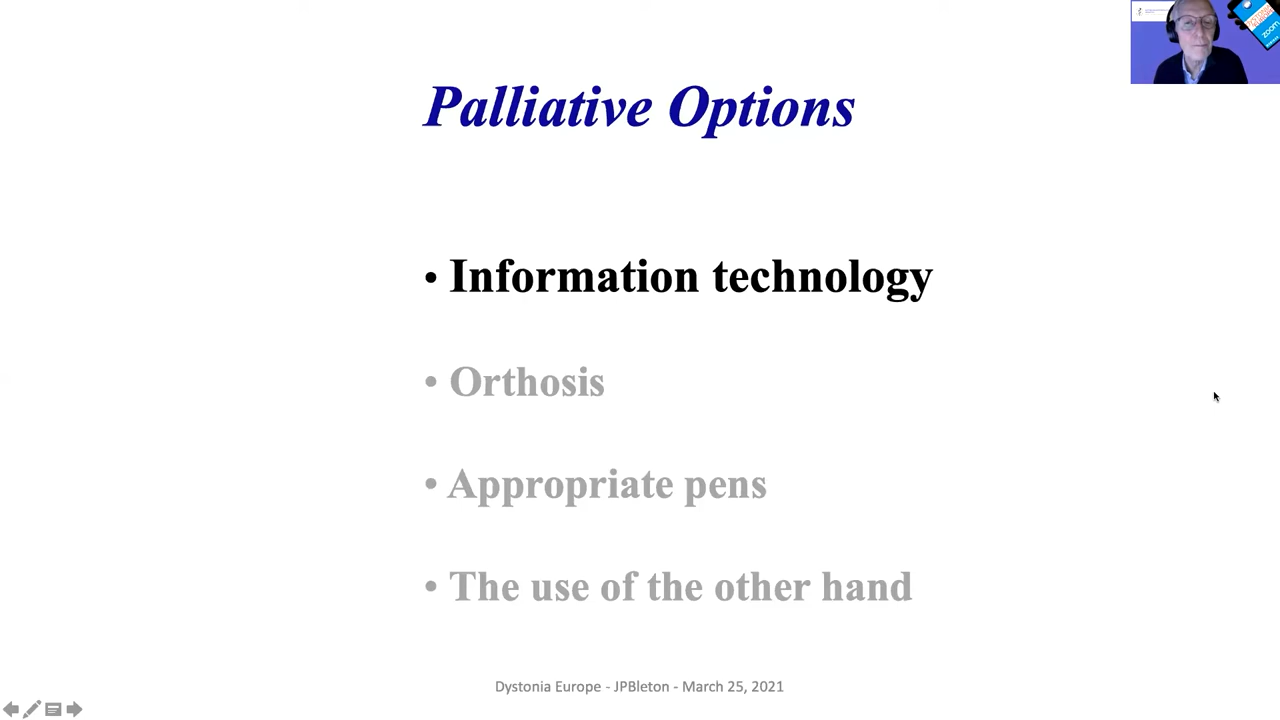 zoom
Palliative Options
• Information technology
• Orthosis
• Appropriate pens
• The use of the other hand
Dystonia Europe - JPBleton - March 25, 2021